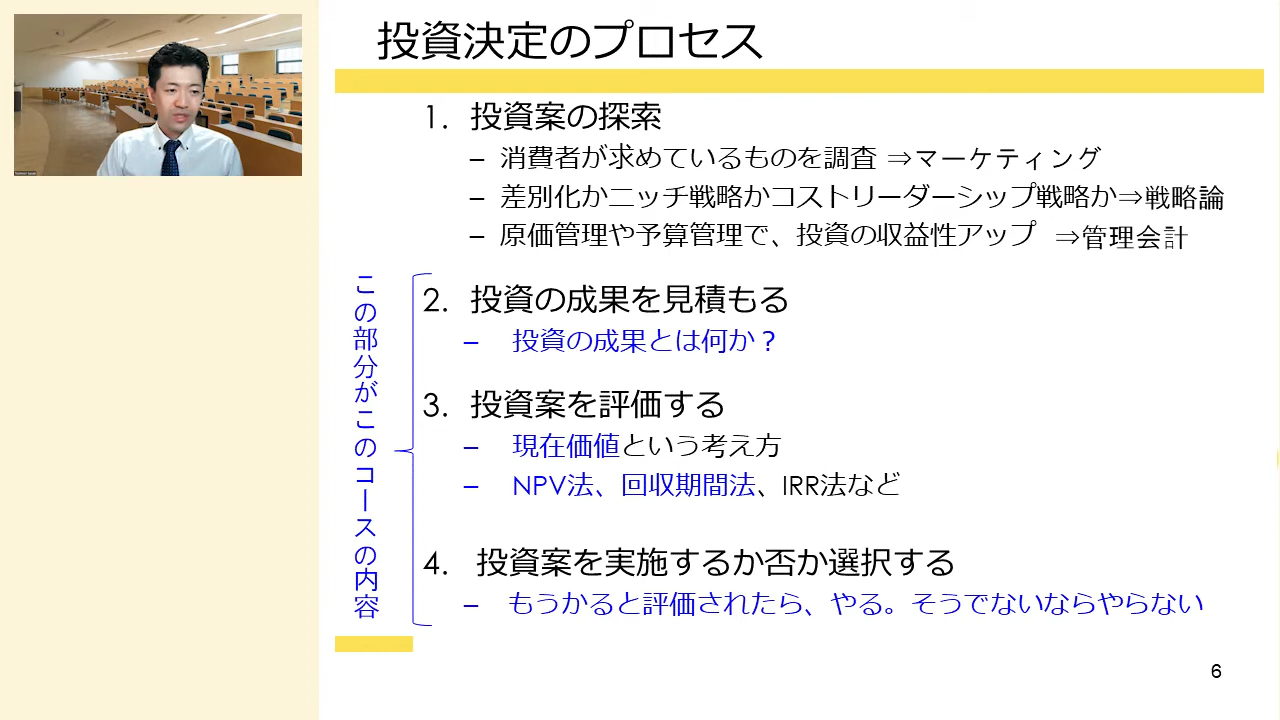 投資決定のプロセス
1. 投資案の探索
– 消費者が求めているものを調査 ⇒マーケティング
– 差別化かニッチ戦略かコストリーダーシップ戦略か⇒戦略論
– 原価管理や予算管理で、投資の収益性アップ ⇒管理会計
この部分がこのコースの内容
2. 投資の成果を見積もる
– 投資の成果とは何か？
3. 投資案を評価する
– 現在価値という考え方
– NPV法、回収期間法、IRR法など
4. 投資案を実施するか否か選択する
– もうかると評価されたら、やる。そうでないならやらない
6